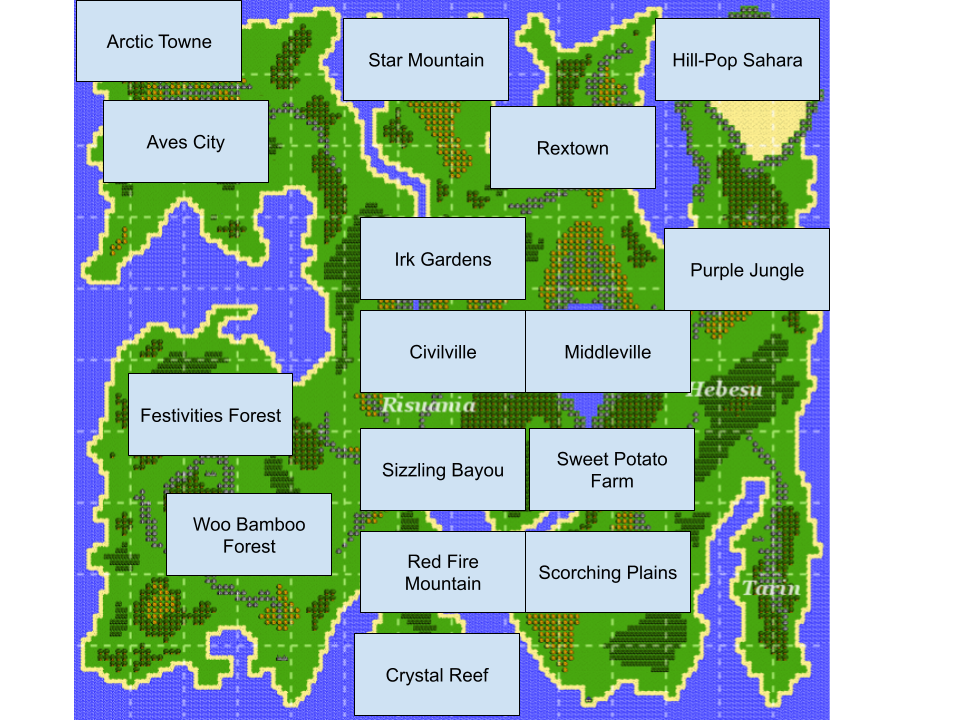 Arctic Towne
Star Mountain
Hill-Pop Sahara
Aves City
Rextown
Irk Gardens
Purple Jungle
Civilville
Middleville
Hebesu
Risuania
Festivities Forest
Sizzling Bayou
Sweet Potato
Farm
Woo Bamboo
Forest
Red Fire
Mountain
Scorching Plains
Tarin
Crystal Reef